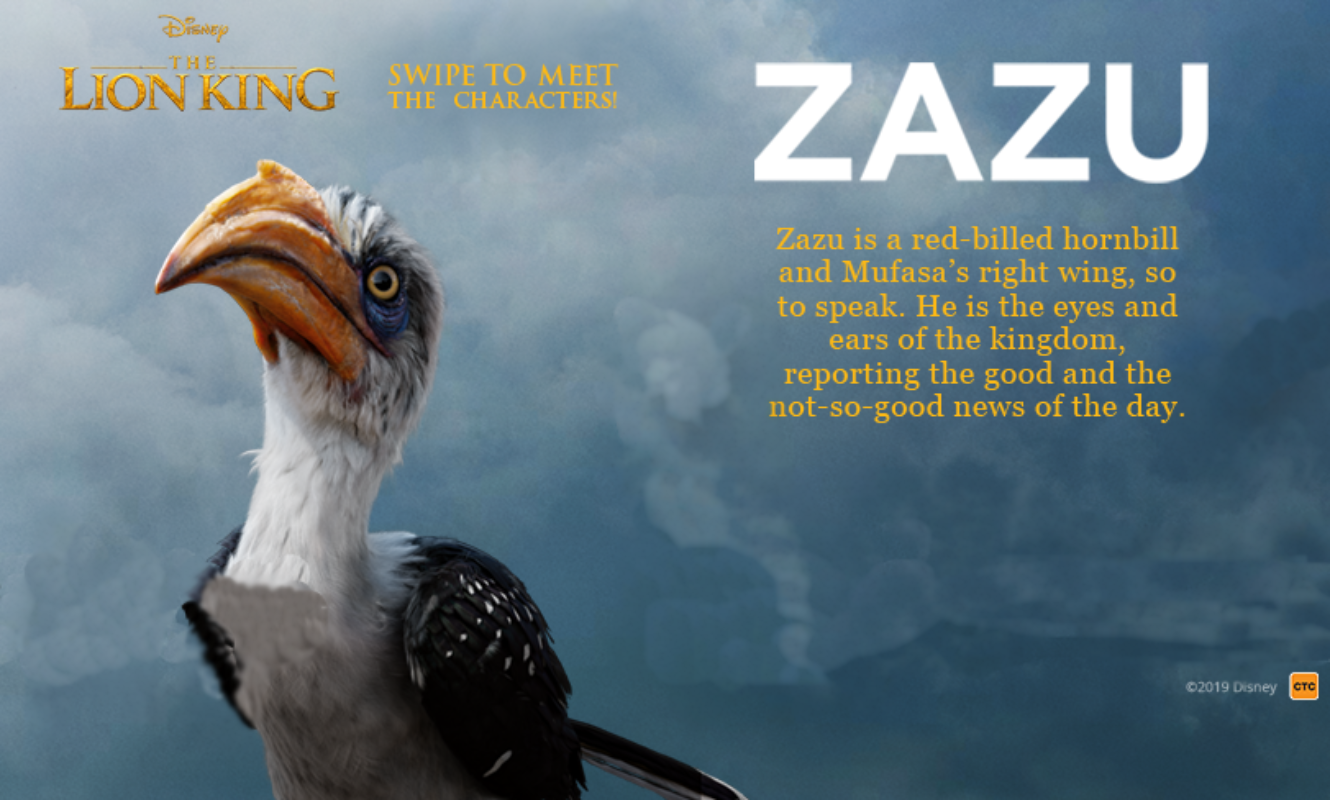 Disney
THE
LION KING
SWIPE TO MEET
THE CHARACTERS!
ZAZU
Zazu is a red-billed hornbill
and Mufasa’s right wing, so
to speak. He is the eyes and
ears of the kingdom,
reporting the good and the
not-so-good news of the day.
©2019 Disney
CTC